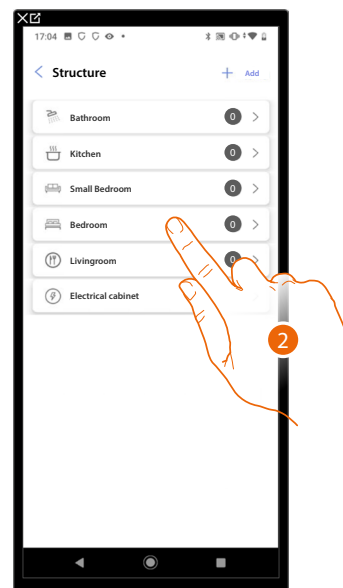 17:04
Structure
+ Add
Bathroom 0
Kitchen 0
Small Bedroom 0
Bedroom 0
Livingroom 0
Electrical cabinet
2